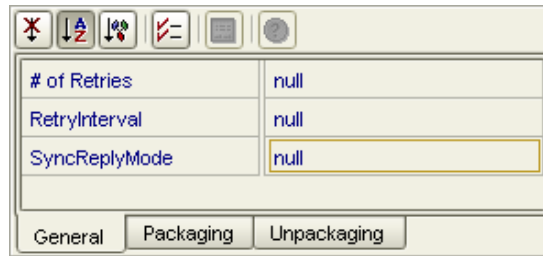 # of Retries null
RetryInterval null
SyncReplyMode null
General Packaging Unpackaging